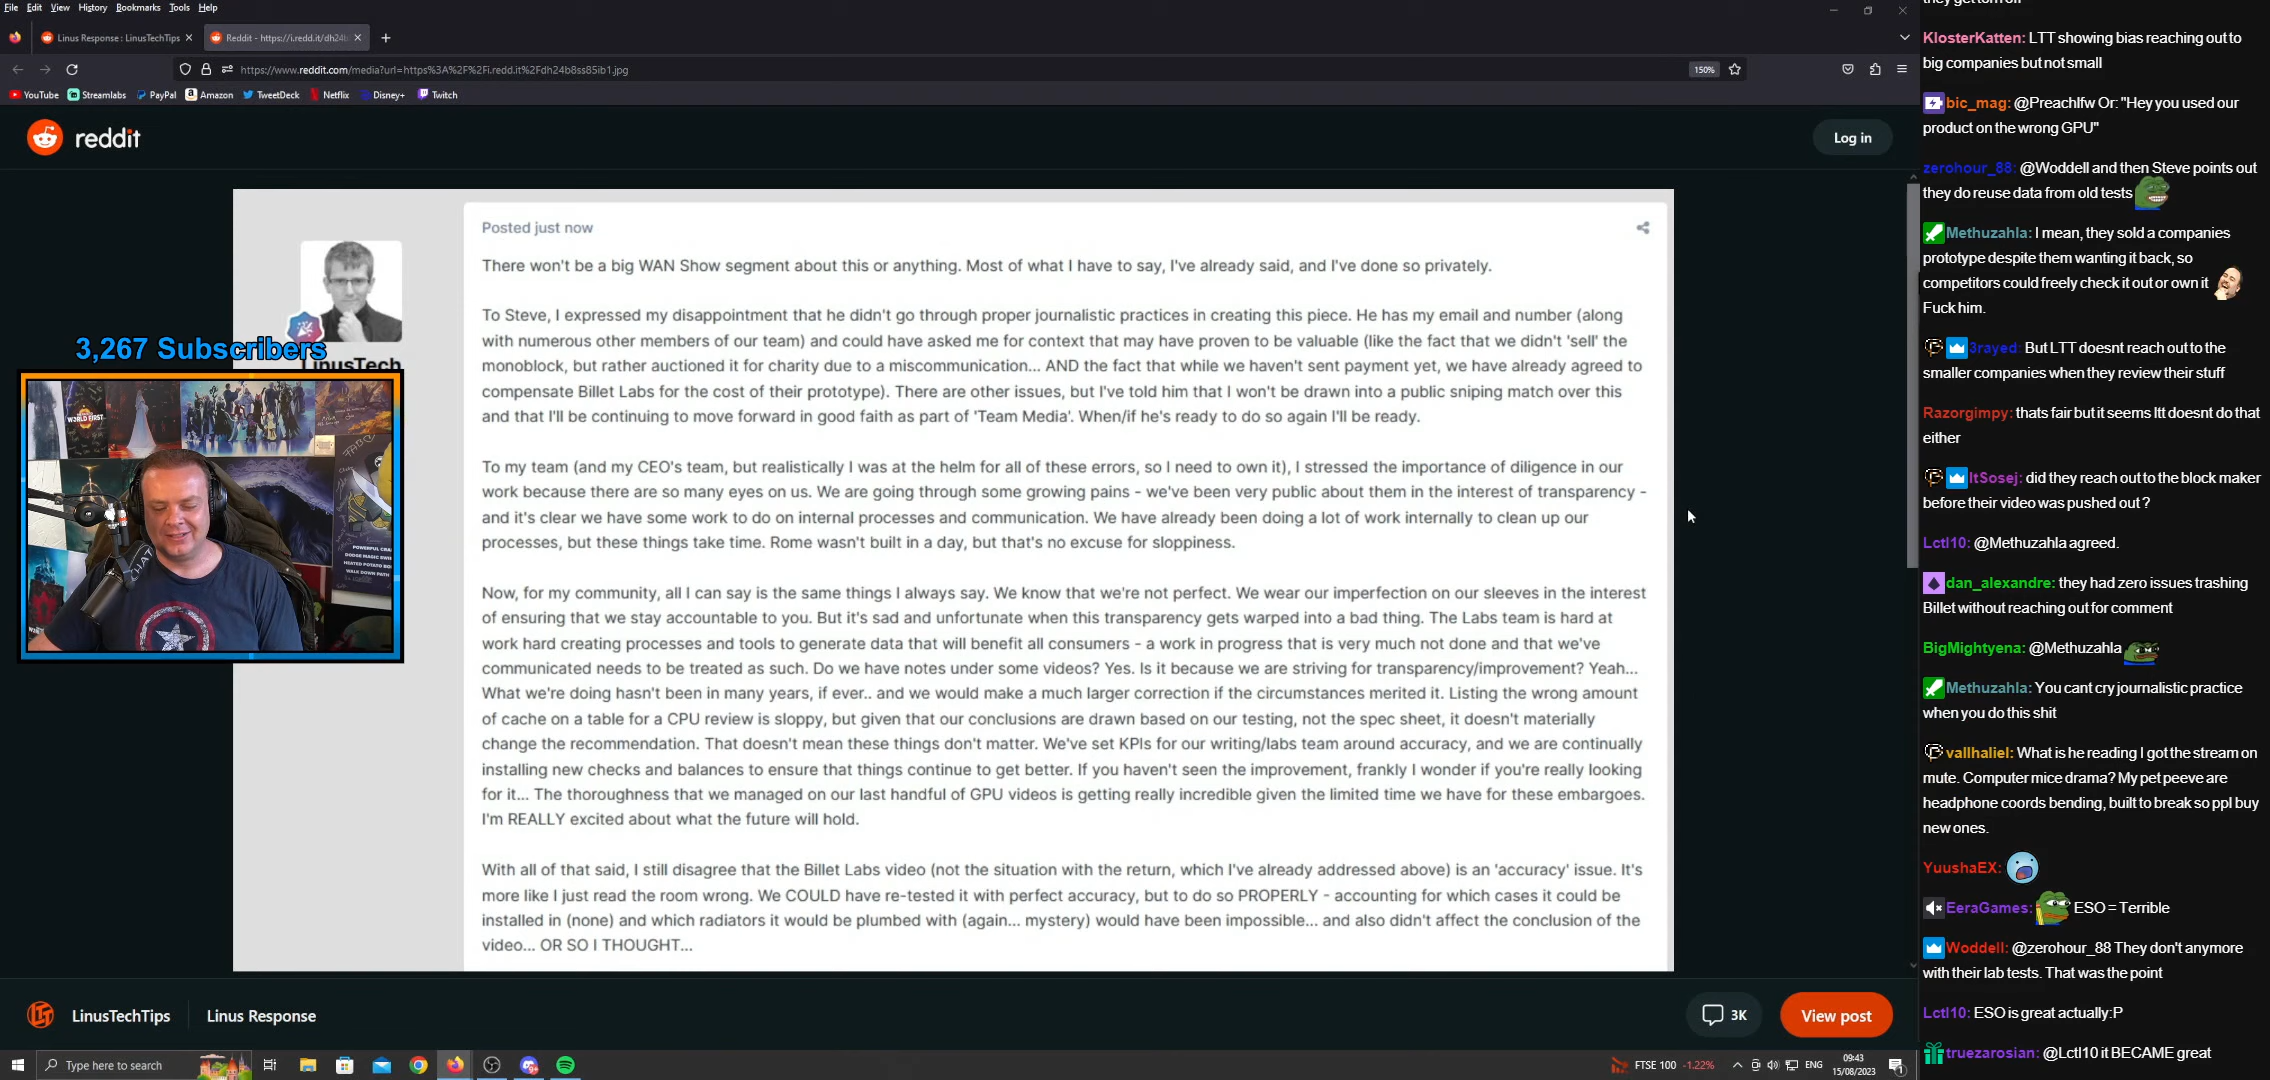 File Edit View History Bookmarks Tools Help
Linus Response : LinusTechTips
Reddit - https://i.redd.it/dh24b
https://www.reddit.com/media?url=https%3A%2F%2Fi.redd.it%2Fdh24b8ss85ib1.jpg
150%
YouTube Streamlabs PayPal Amazon TweetDeck Netflix Disney+ Twitch
reddit
Log in
Posted just now
There won't be a big WAN Show segment about this or anything. Most of what I have to say, I've already said, and I've done so privately.
To Steve, I expressed my disappointment that he didn't go through proper journalistic practices in creating this piece. He has my email and number (along
with numerous other members of our team) and could have asked me for context that may have proven to be valuable (like the fact that we didn't 'sell' the
monoblock, but rather auctioned it for charity due to a miscommunication... AND the fact that while we haven't sent payment yet, we have already agreed to
compensate Billet Labs for the cost of their prototype). There are other issues, but I've told him that I won't be drawn into a public sniping match over this
and that I'll be continuing to move forward in good faith as part of 'Team Media'. When/if he's ready to do so again I'll be ready.
To my team (and my CEO's team, but realistically I was at the helm for all of these errors, so I need to own it), I stressed the importance of diligence in our
work because there are so many eyes on us. We are going through some growing pains - we've been very public about them in the interest of transparency -
and it's clear we have some work to do on internal processes and communication. We have already been doing a lot of work internally to clean up our
processes, but these things take time. Rome wasn't built in a day, but that's no excuse for sloppiness.
Now, for my community, all I can say is the same things I always say. We know that we're not perfect. We wear our imperfection on our sleeves in the interest
of ensuring that we stay accountable to you. But it's sad and unfortunate when this transparency gets warped into a bad thing. The Labs team is hard at
work hard creating processes and tools to generate data that will benefit all consumers - a work in progress that is very much not done and that we've
communicated needs to be treated as such. Do we have notes under some videos? Yes. Is it because we are striving for transparency/improvement? Yeah...
What we're doing hasn't been in many years, if ever.. and we would make a much larger correction if the circumstances merited it. Listing the wrong amount
of cache on a table for a CPU review is sloppy, but given that our conclusions are drawn based on our testing, not the spec sheet, it doesn't materially
change the recommendation. That doesn't mean these things don't matter. We've set KPIs for our writing/labs team around accuracy, and we are continually
installing new checks and balances to ensure that things continue to get better. If you haven't seen the improvement, frankly I wonder if you're really looking
for it... The thoroughness that we managed on our last handful of GPU videos is getting really incredible given the limited time we have for these embargoes.
I'm REALLY excited about what the future will hold.
With all of that said, I still disagree that the Billet Labs video (not the situation with the return, which I've already addressed above) is an 'accuracy' issue. It's
more like I just read the room wrong. We COULD have re-tested it with perfect accuracy, but to do so PROPERLY - accounting for which cases it could be
installed in (none) and which radiators it would be plumbed with (again... mystery) would have been impossible... and also didn't affect the conclusion of the
video... OR SO I THOUGHT...
3,267 Subscribers
LinusTech
WORLD FIRST
CHAT
LinusTechTips
Linus Response
3K
View post
Type here to search
FTSE 100 -1.22%
ENG
09:43
15/08/2023
KlosterKatten: LTT showing bias reaching out to
big companies but not small
bic_mag: @Preachlfw Or: "Hey you used our
product on the wrong GPU"
zerohour_88: @Woddell and then Steve points out
they do reuse data from old tests
Methuzahla: I mean, they sold a companies
prototype despite them wanting it back, so
competitors could freely check it out or own it
Fuck him.
3rayed: But LTT doesnt reach out to the
smaller companies when they review their stuff
Razorgimpy: thats fair but it seems ltt doesnt do that
either
ItSosej: did they reach out to the block maker
before their video was pushed out ?
Lctl10: @Methuzahla agreed.
dan_alexandre: they had zero issues trashing
Billet without reaching out for comment
BigMightyena: @Methuzahla
Methuzahla: You cant cry journalistic practice
when you do this shit
vallhaliel: What is he reading I got the stream on
mute. Computer mice drama? My pet peeve are
headphone coords bending, built to break so ppl buy
new ones.
YuushaEX:
EeraGames: ESO = Terrible
Woddell: @zerohour_88 They don't anymore
with their lab tests. That was the point
Lctl10: ESO is great actually:P
truezarosian: @Lctl10 it BECAME great